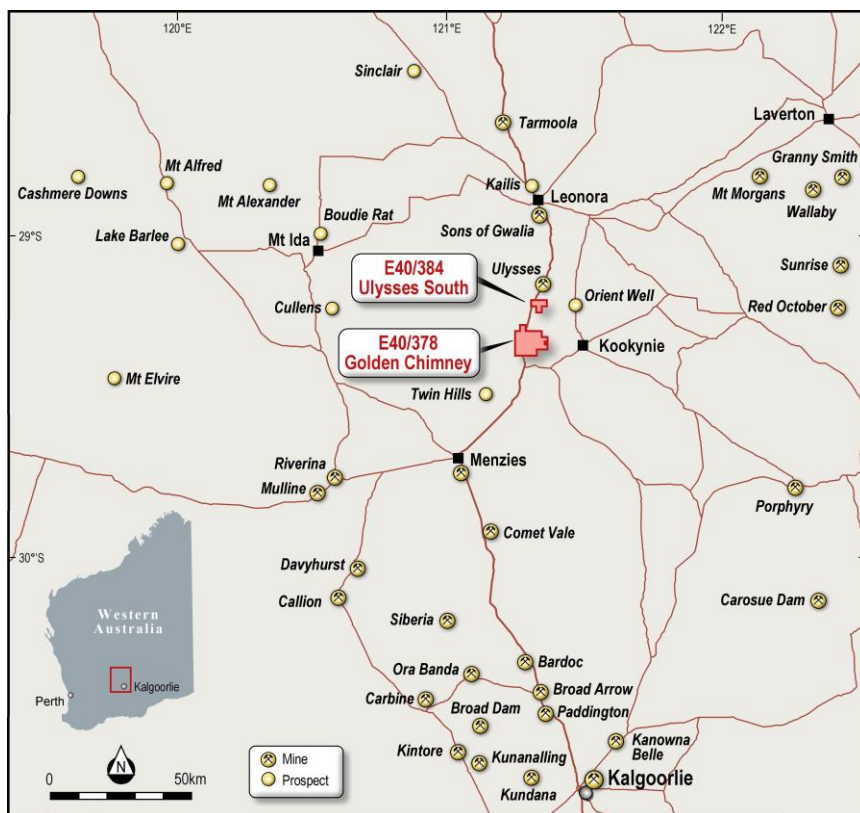 120°E
121°E
122°E
Sinclair
Tarmoola
Laverton
Granny Smith
Mt Alfred
Kailis
Cashmere Downs
Mt Alexander
Leonora
Mt Morgans
Wallaby
Boudie Rat
Sons of Gwalia
29°S
Lake Barlee
Mt Ida
E40/384
Ulysses South
Ulysses
Sunrise
Orient Well
Cullens
Red October
E40/378
Golden Chimney
Kookynie
Mt Elvire
Twin Hills
Menzies
Riverina
Mulline
Porphyry
Comet Vale
30°S
Davyhurst
Callion
Carosue Dam
Siberia
Western
Australia
Bardoc
Ora Banda
Kalgoorlie
Perth
Carbine
Broad Arrow
Broad Dam
Paddington
Kanowna
Belle
Kintore
Kunanalling
Kalgoorlie
Kundana
N
0
50km
Mine
Prospect